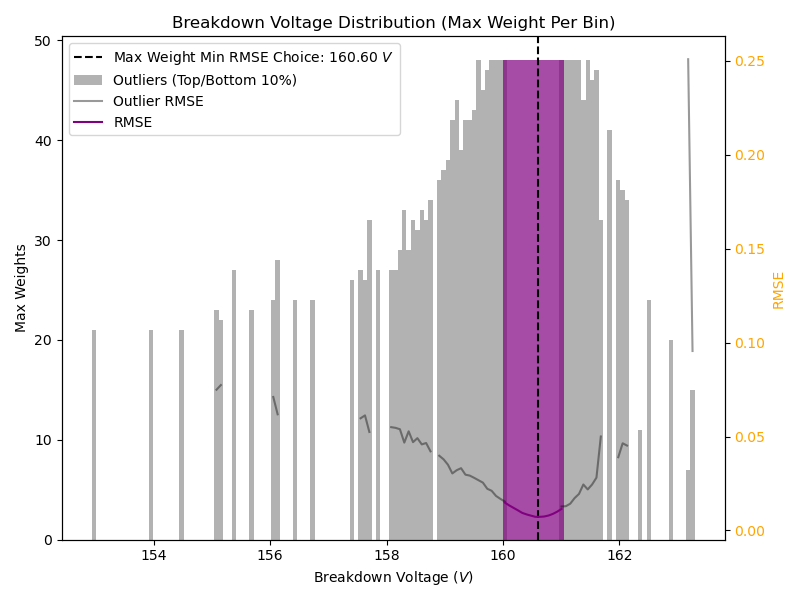 Breakdown Voltage Distribution (Max Weight Per Bin)
Max Weight Min RMSE Choice: 160.60 V
Outliers (Top/Bottom 10%)
Outlier RMSE
RMSE
50
40
30
20
10
0
Max Weights
0.25
0.20
0.15
0.10
0.05
0.00
RMSE
154 156 158 160 162
Breakdown Voltage (V)